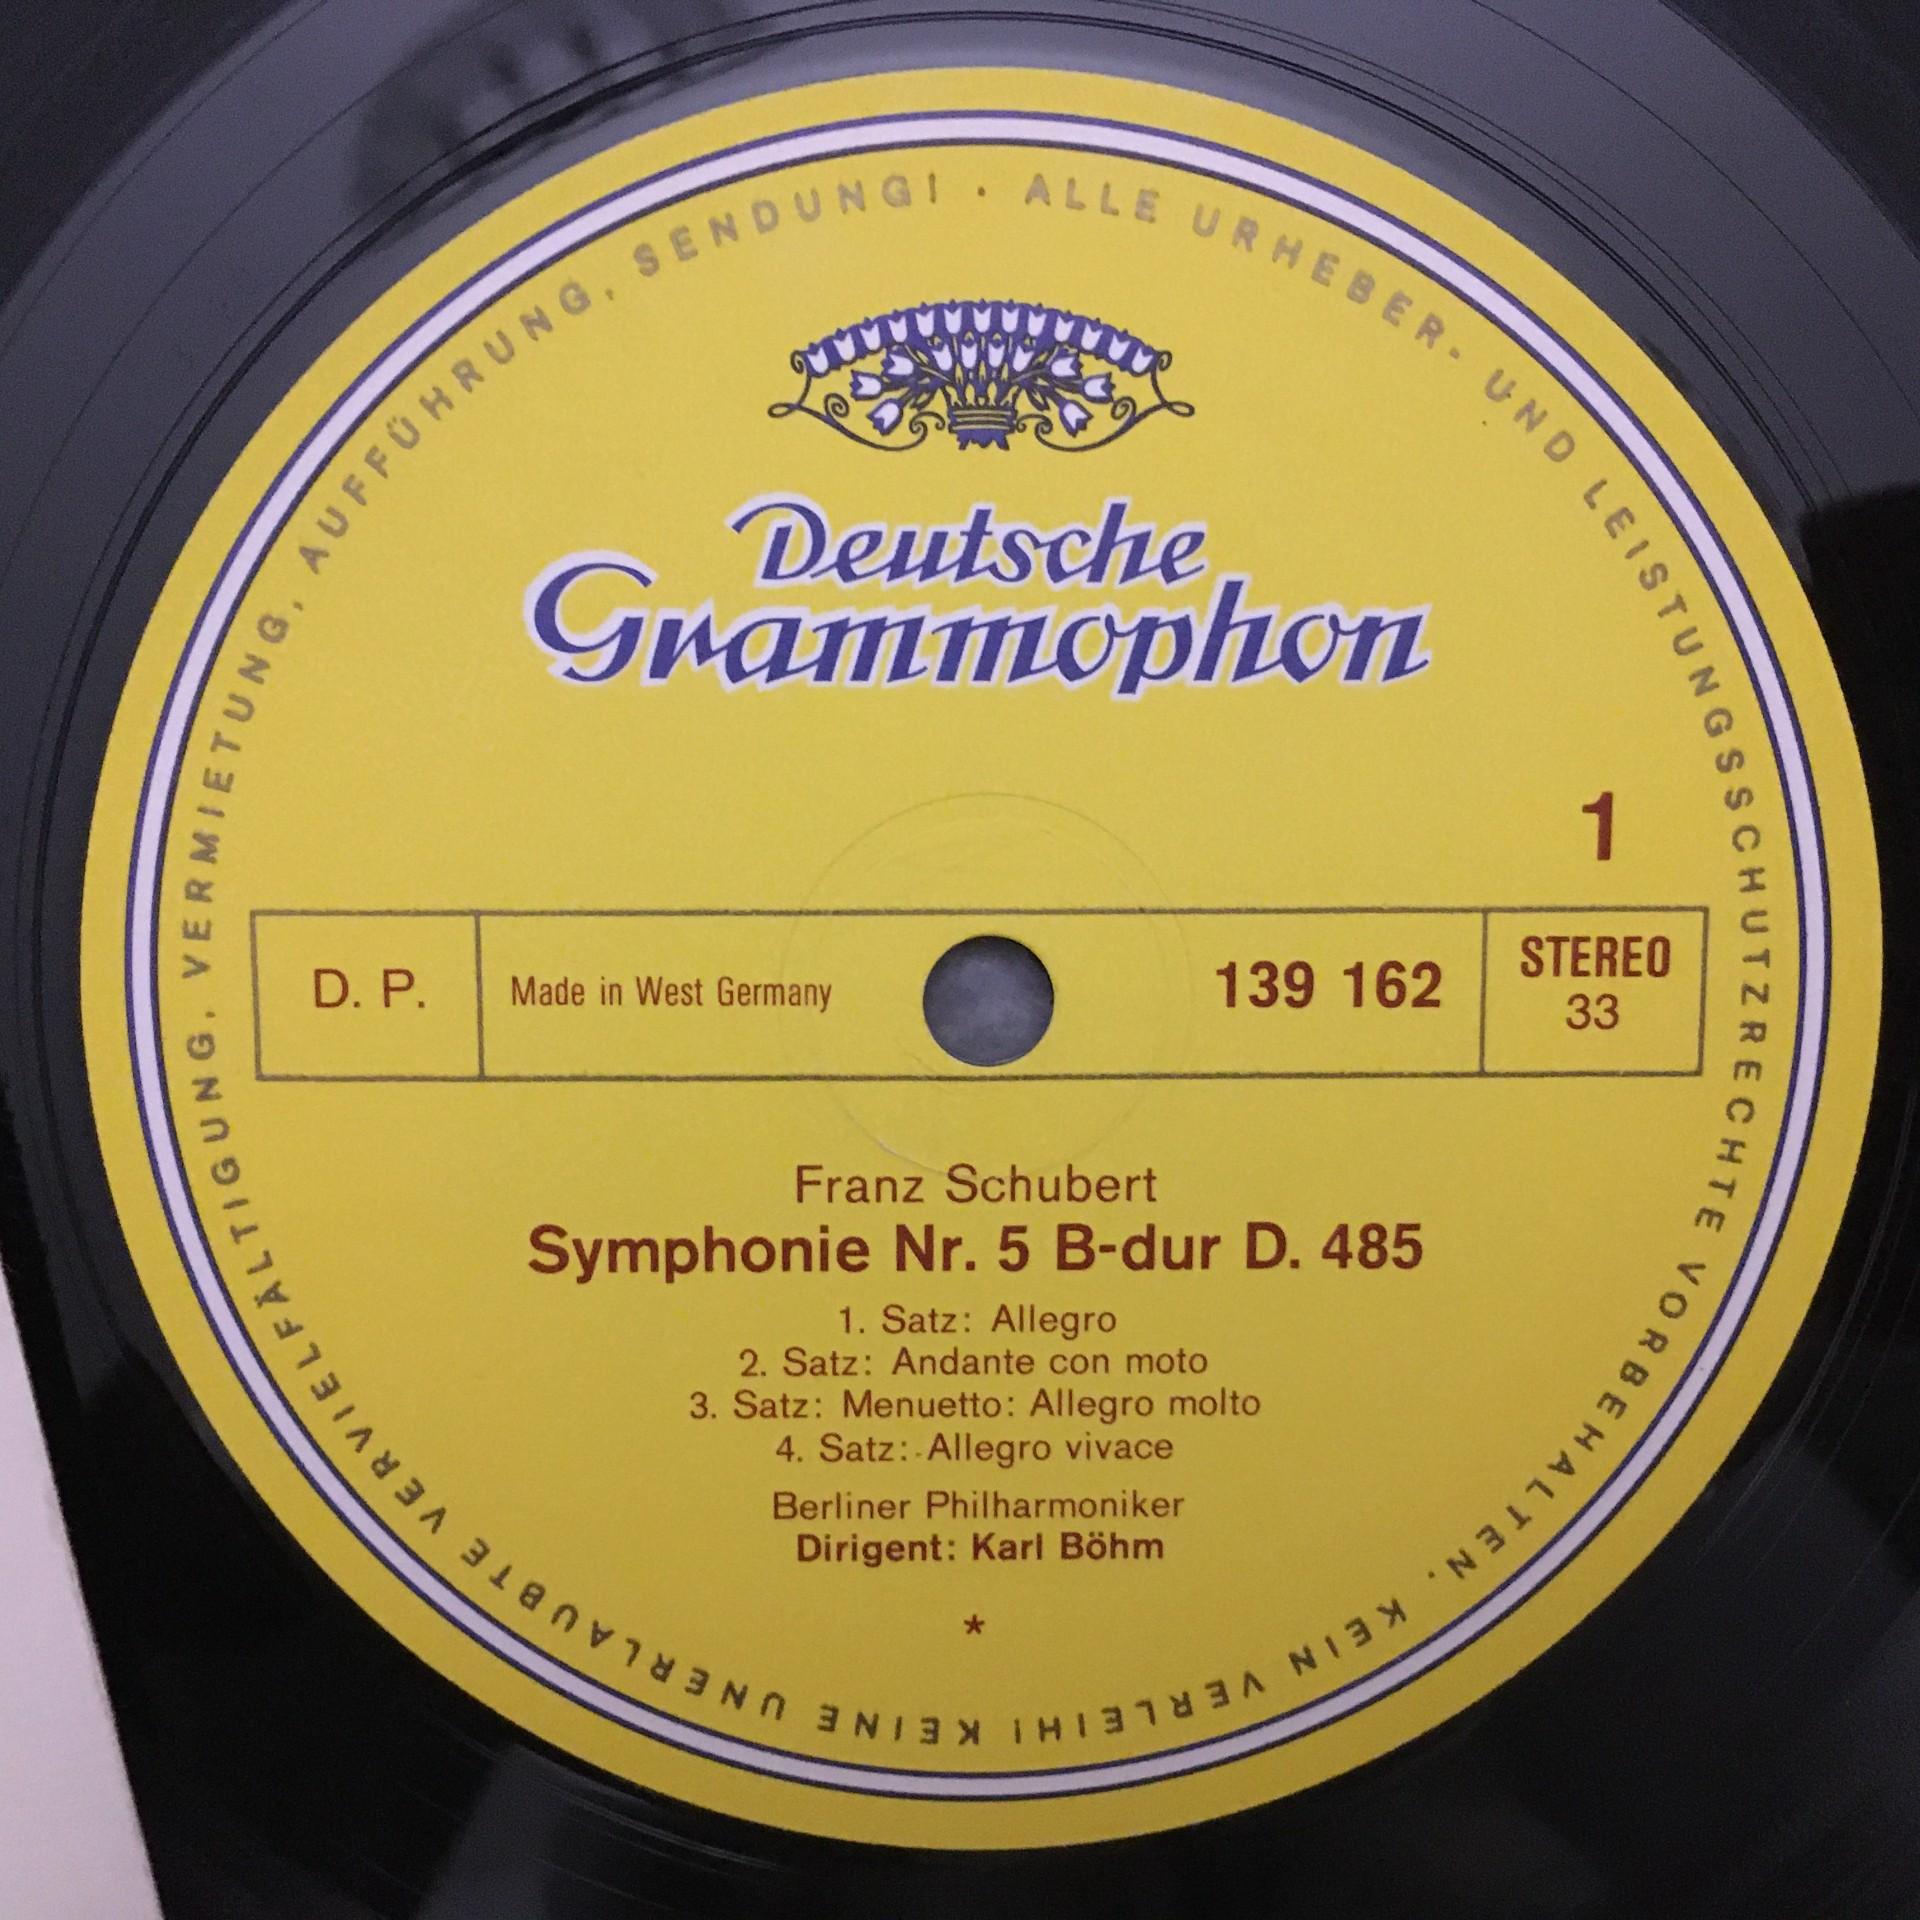 ALLE URHEBER- UND LEISTUNGSSCHUTZRECHTE VORBEHALTEN. KEIN VERLEIH! KEINE UNERLAUBTE VERVIELFÄLTIGUNG, VERMIETUNG, AUFFÜHRUNG, SENDUNG! ·
Deutsche
Grammophon
1
D. P.
Made in West Germany
139 162
STEREO
33
Franz Schubert
Symphonie Nr. 5 B-dur D. 485
1. Satz: Allegro
2. Satz: Andante con moto
3. Satz: Menuetto: Allegro molto
4. Satz: Allegro vivace
Berliner Philharmoniker
Dirigent: Karl Böhm
*